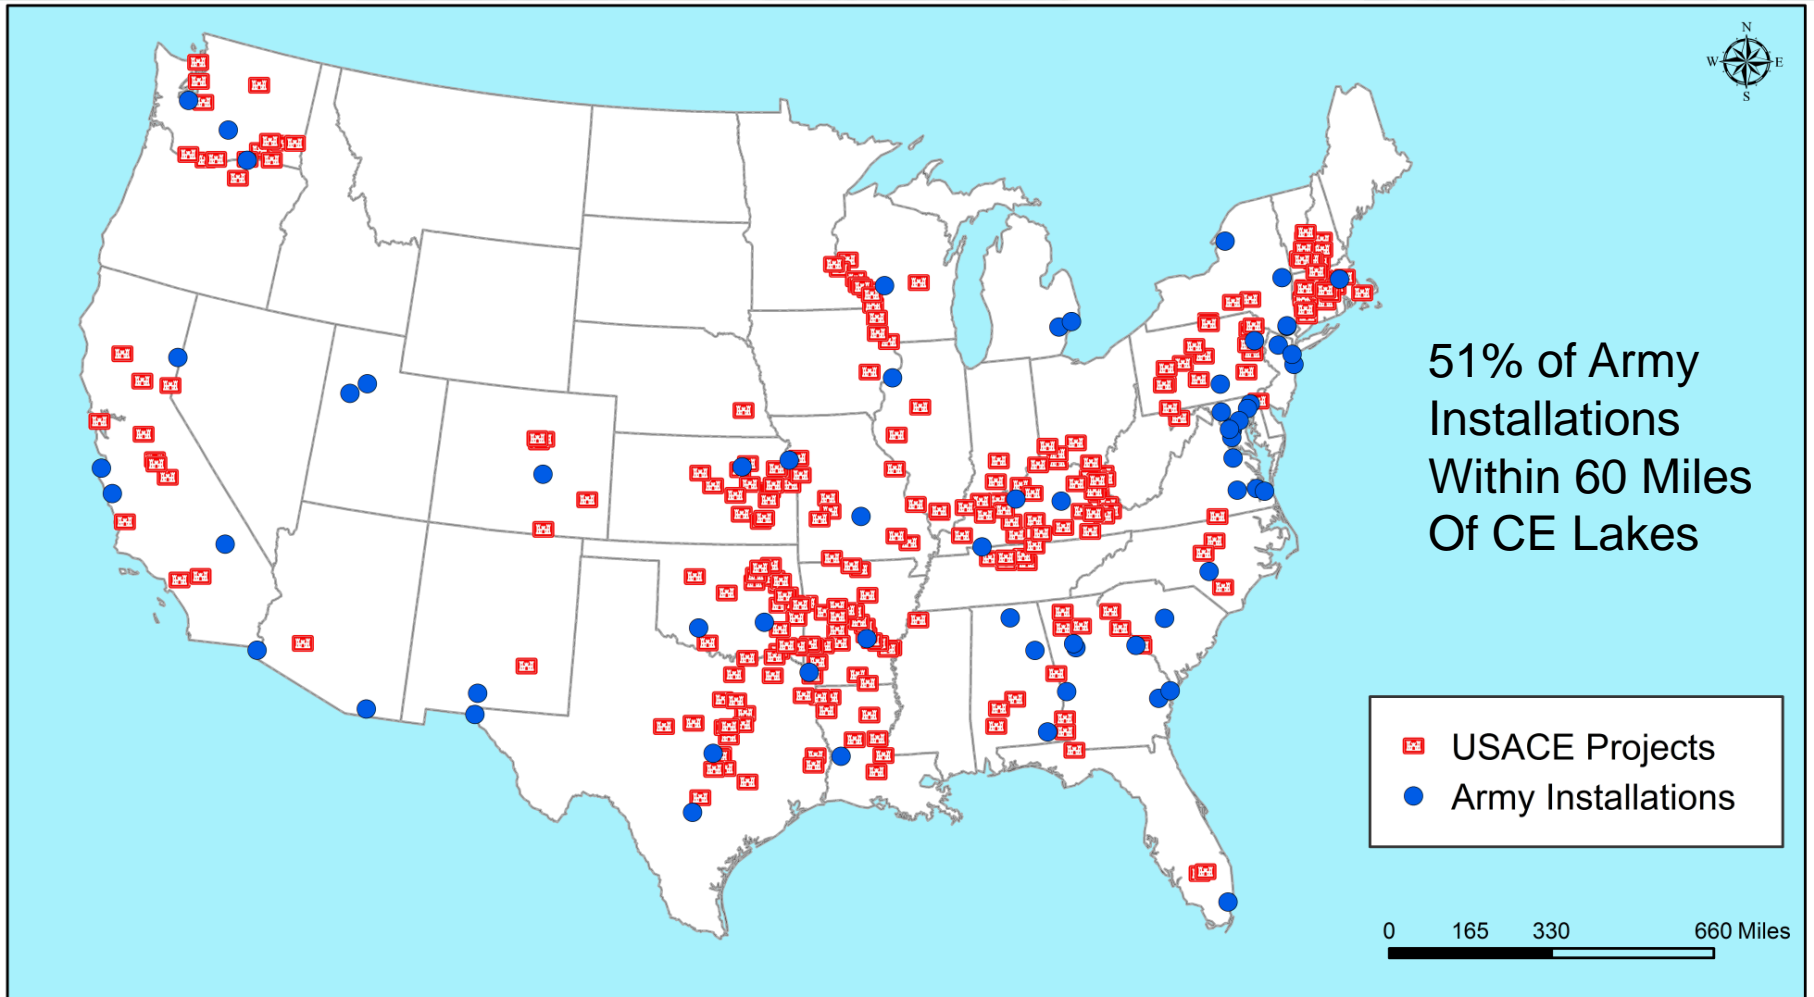 N
W E
S
51% of Army
Installations
Within 60 Miles
Of CE Lakes
USACE Projects
Army Installations
0 165 330 660 Miles